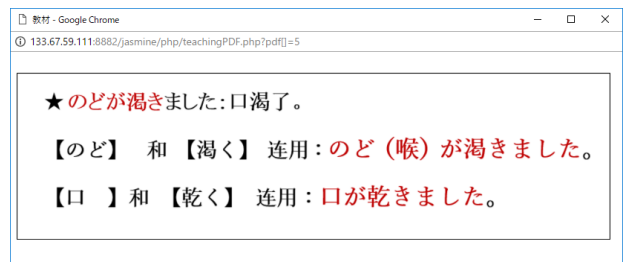 教材 - Google Chrome
133.67.59.111:8882/jasmine/php/teachingPDF.php?pdf[]=5
★のどが渇きました:口渴了。
【のど】 和 【渇く】 连用：のど（喉）が渇きました。
【口 】和 【乾く】 连用：口が乾きました。